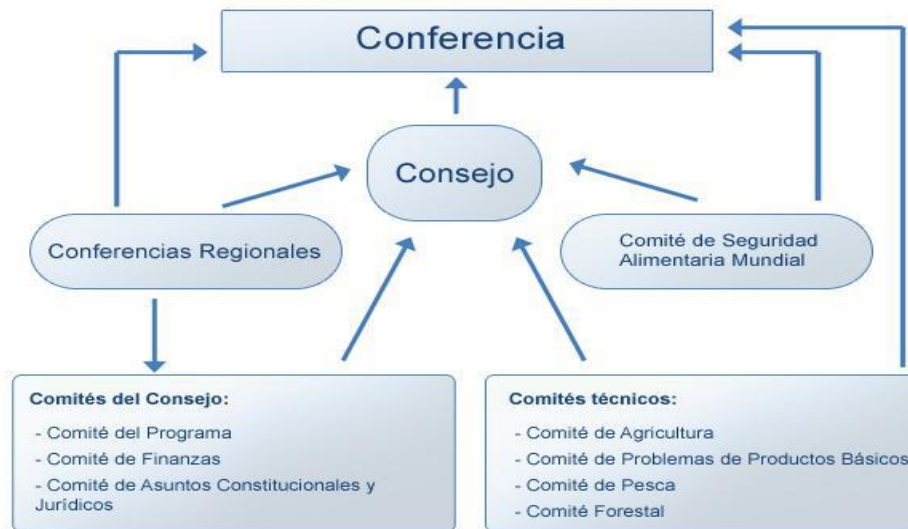 Conferencia
Consejo
Conferencias Regionales
Comité de Seguridad
Alimentaria Mundial
Comités del Consejo:
- Comité del Programa
- Comité de Finanzas
- Comité de Asuntos Constitucionales y
Jurídicos
Comités técnicos:
- Comité de Agricultura
- Comité de Problemas de Productos Básicos
- Comité de Pesca
- Comité Forestal